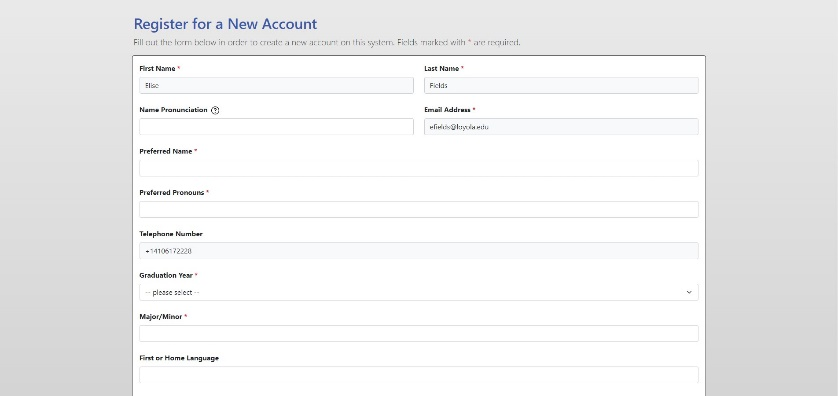 Register for a New Account
Fill out the form below in order to create a new account on this system. Fields marked with * are required.
First Name *
Last Name *
Elise
Fields
Name Pronunciation ?
Email Address *
efields@loyola.edu
Preferred Name *
Preferred Pronouns *
Telephone Number
+14106172228
Graduation Year *
-- please select --
Major/Minor *
First or Home Language